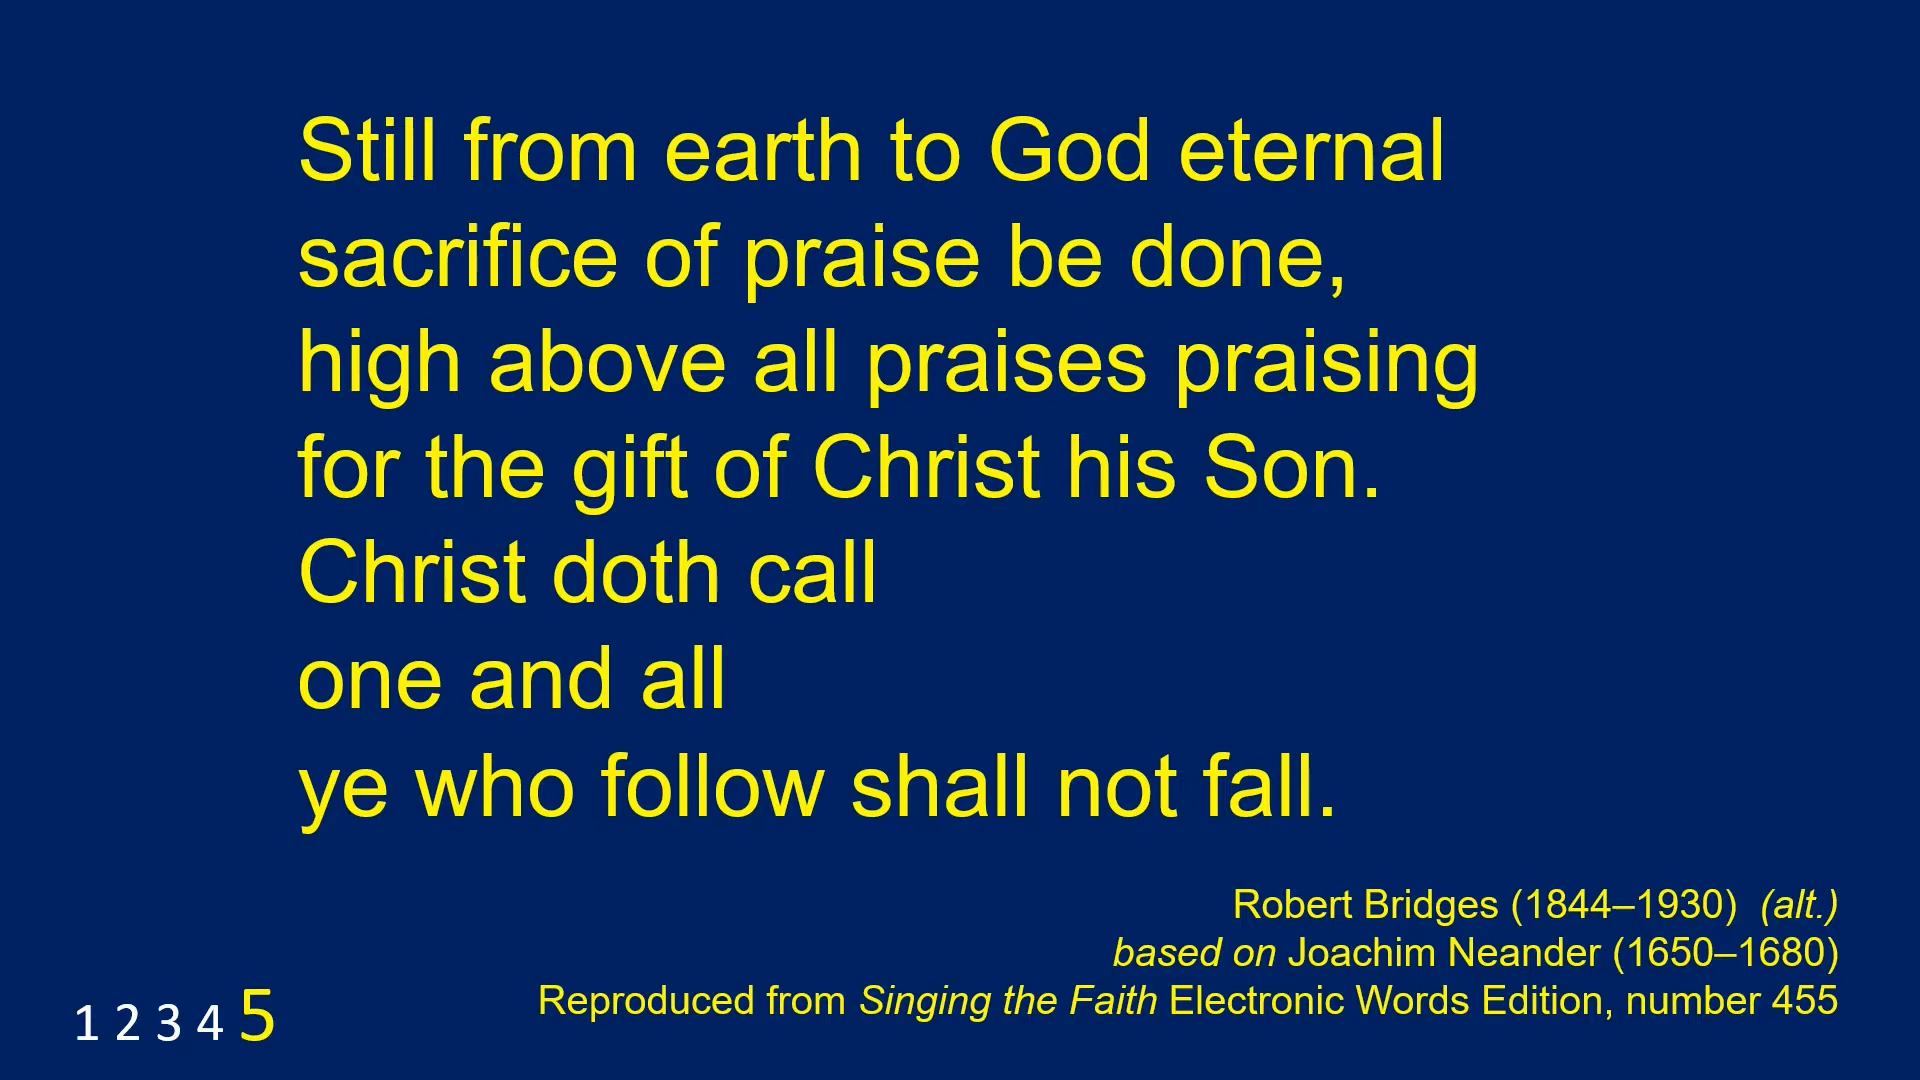 Still from earth to God eternal
sacrifice of praise be done,
high above all praises praising
for the gift of Christ his Son.
Christ doth call
one and all
ye who follow shall not fall.
Robert Bridges (1844–1930) (alt.)
based on Joachim Neander (1650–1680)
Reproduced from Singing the Faith Electronic Words Edition, number 455
1 2 3 4 5